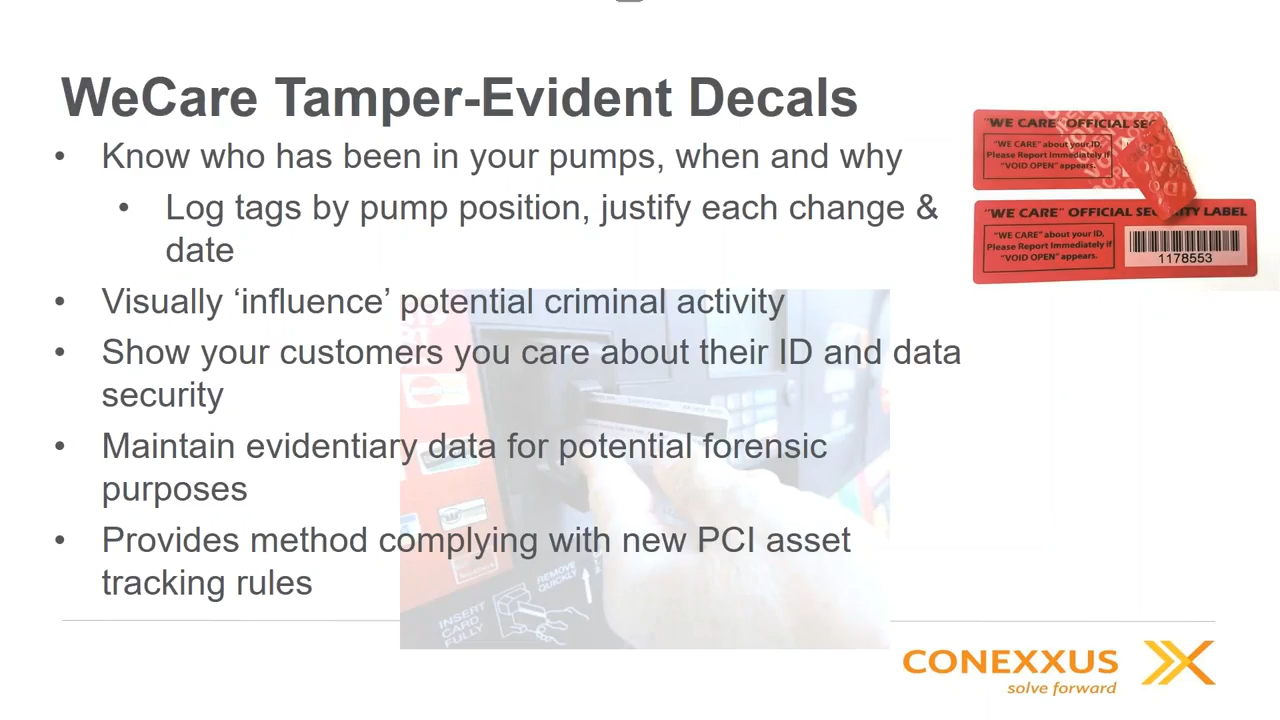 WeCare Tamper-Evident Decals
• Know who has been in your pumps, when and why
• Log tags by pump position, justify each change &
date
• Visually ‘influence’ potential criminal activity
• Show your customers you care about their ID and data
security
• Maintain evidentiary data for potential forensic
purposes
• Provides method complying with new PCI asset
tracking rules
"WE CARE" OFFICIAL SEC
"WE CARE" about your ID,
Please Report Immediately if
"VOID OPEN" appears.
"WE CARE" OFFICIAL SECURITY LABEL
"WE CARE" about your ID,
Please Report Immediately if
"VOID OPEN" appears.
1178553
REMOVE
QUICKLY
INSERT
CARD
FULLY
CONEXXUS
solve forward